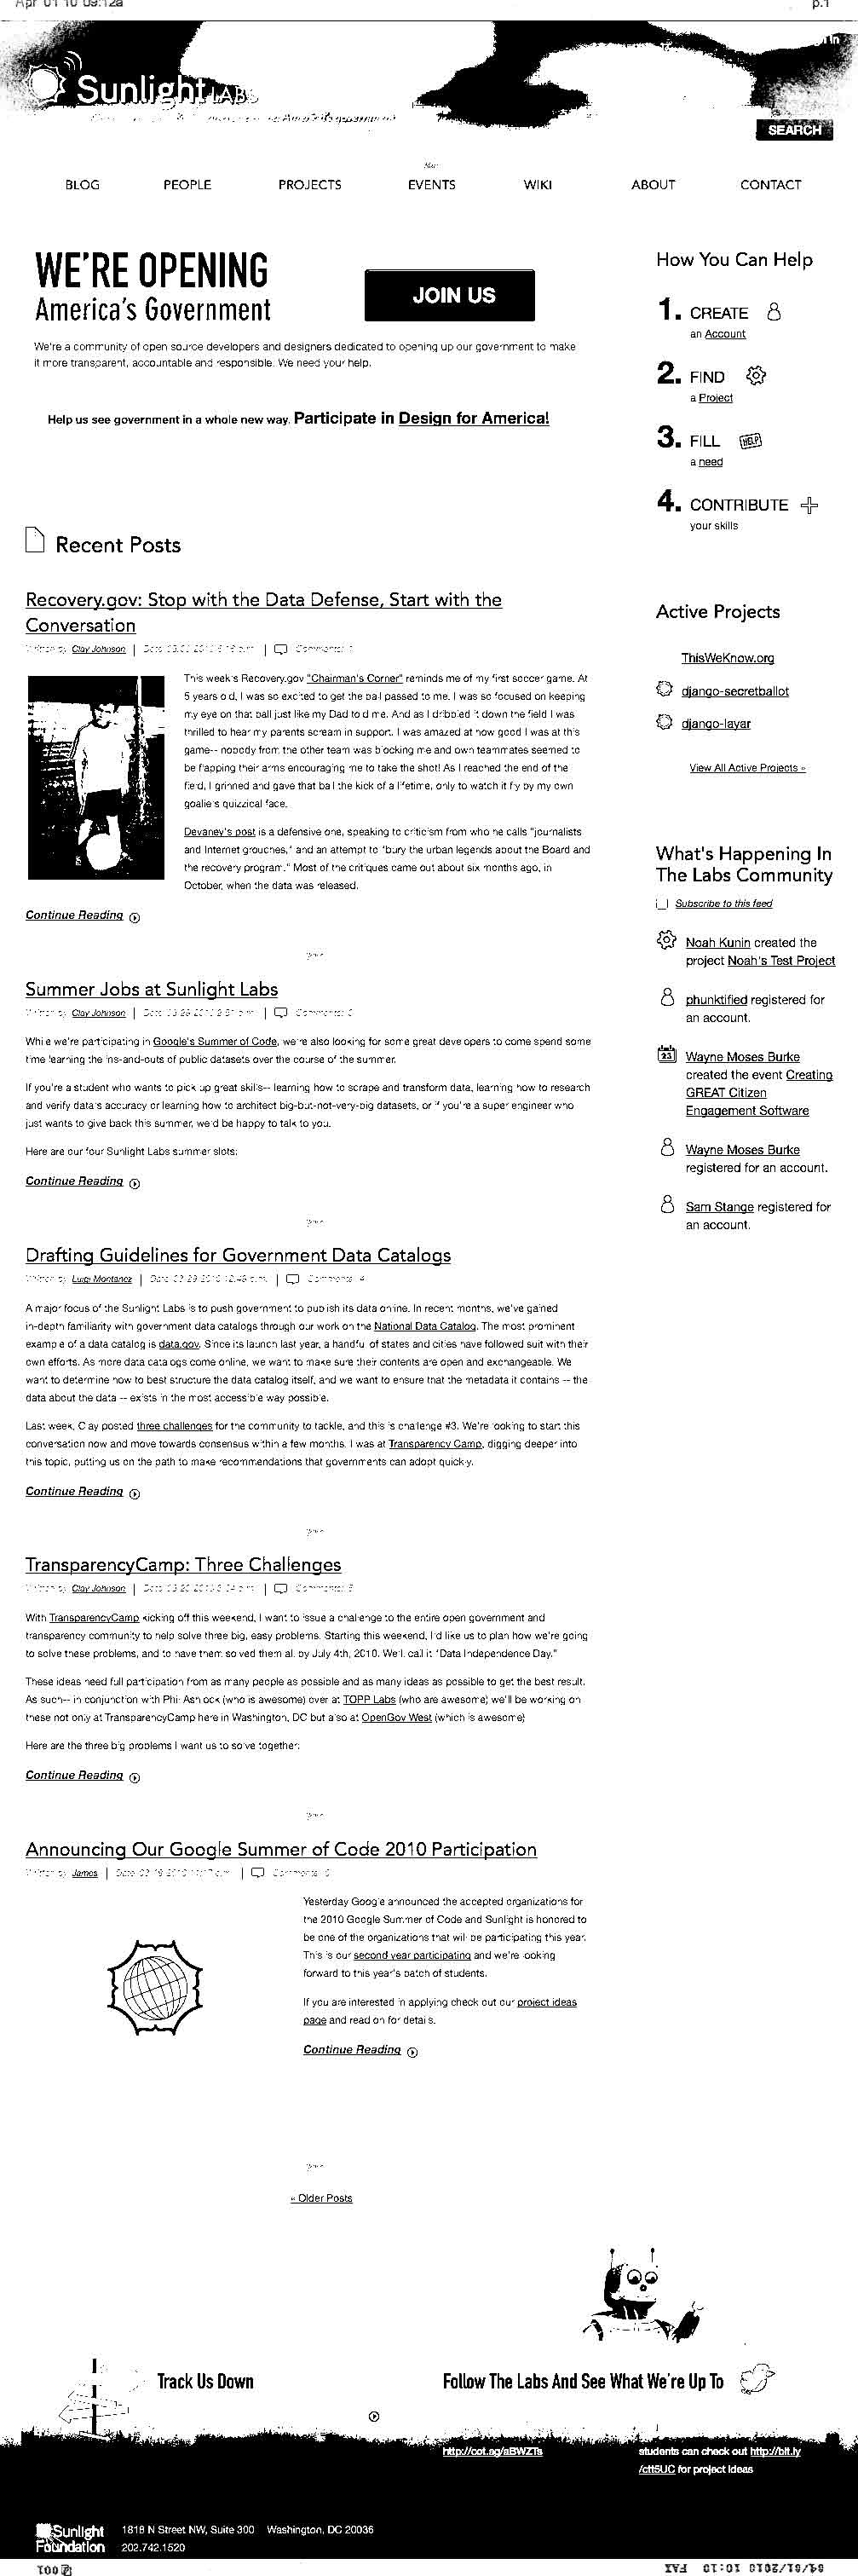 Apr 01 10 09:12a p.1
Sunlight LABS
SEARCH
BLOG PEOPLE PROJECTS EVENTS WIKI ABOUT CONTACT
WE'RE OPENING
America's Government
JOIN US
We're a community of open source developers and designers dedicated to opening up our government to make
it more transparent, accountable and responsible. We need your help.
Help us see government in a whole new way. Participate in Design for America!
How You Can Help
1. CREATE
an Account
2. FIND
a Project
3. FILL HELP
a need
4. CONTRIBUTE
your skills
Recent Posts
Recovery.gov: Stop with the Data Defense, Start with the
Conversation
Clay Johnson
This week's Recovery.gov "Chairman's Corner" reminds me of my first soccer game. At
5 years old, I was so excited to get the ball passed to me. I was so focused on keeping
my eye on that ball just like my Dad told me. And as I dribbled it down the field I was
thrilled to hear my parents scream in support. I was amazed at how good I was at this
game-- nobody from the other team was blocking me and own teammates seemed to
be flapping their arms encouraging me to take the shot! As I reached the end of the
field, I grinned and gave that ball the kick of a lifetime, only to watch it fly by my own
goalie's quizzical face.
Devaney's post is a defensive one, speaking to criticism from who he calls "journalists
and Internet grouches," and an attempt to "bury the urban legends about the Board and
the recovery program." Most of the critiques came out about six months ago, in
October, when the data was released.
Continue Reading
Summer Jobs at Sunlight Labs
Clay Johnson
While we're participating in Google's Summer of Code, we're also looking for some great developers to come spend some
time learning the ins-and-outs of public datasets over the course of the summer.
If you're a student who wants to pick up great skills-- learning how to scrape and transform data, learning how to research
and verify data's accuracy or learning how to architect big-but-not-very-big datasets, or if you're a super engineer who
just wants to give back this summer, we'd be happy to talk to you.
Here are our four Sunlight Labs summer slots:
Continue Reading
Drafting Guidelines for Government Data Catalogs
Luigi Montanez
A major focus of the Sunlight Labs is to push government to publish its data online. In recent months, we've gained
in-depth familiarity with government data catalogs through our work on the National Data Catalog. The most prominent
example of a data catalog is data.gov. Since its launch last year, a handful of states and cities have followed suit with their
own efforts. As more data catalogs come online, we want to make sure their contents are open and exchangeable. We
want to determine how to best structure the data catalog itself, and we want to ensure that the metadata it contains -- the
data about the data -- exists in the most accessible way possible.
Last week, Clay posted three challenges for the community to tackle, and this is challenge #3. We're looking to start this
conversation now and move towards consensus within a few months. I was at Transparency Camp, digging deeper into
this topic, putting us on the path to make recommendations that governments can adopt quickly.
Continue Reading
TransparencyCamp: Three Challenges
Clay Johnson
With TransparencyCamp kicking off this weekend, I want to issue a challenge to the entire open government and
transparency community to help solve three big, easy problems. Starting this weekend, I'd like us to plan how we're going
to solve these problems, and to have them solved them all by July 4th, 2010. We'll call it "Data Independence Day."
These ideas need full participation from as many people as possible and as many ideas as possible to get the best result.
As such-- in conjunction with Phil Ashlock (who is awesome) over at TOPP Labs (who are awesome) we'll be working on
these not only at TransparencyCamp here in Washington, DC but also at OpenGov West (which is awesome)
Here are the three big problems I want us to solve together:
Continue Reading
Announcing Our Google Summer of Code 2010 Participation
James
Yesterday Google announced the accepted organizations for
the 2010 Google Summer of Code and Sunlight is honored to
be one of the organizations that will be participating this year.
This is our second year participating and we're looking
forward to this year's batch of students.
If you are interested in applying check out our project ideas
page and read on for details.
Continue Reading
« Older Posts
Active Projects
ThisWeKnow.org
django-secretballot
django-layar
View All Active Projects »
What's Happening In
The Labs Community
Subscribe to this feed
Noah Kunin created the
project Noah's Test Project
phunktified registered for
an account.
23
Wayne Moses Burke
created the event Creating
GREAT Citizen
Engagement Software
Wayne Moses Burke
registered for an account.
Sam Stange registered for
an account.
Track Us Down
Follow The Labs And See What We're Up To
http://cot.ag/aBWZTs
students can check out http://bit.ly
/ctt5UC for project ideas
Sunlight
Foundation
1818 N Street NW, Suite 300 Washington, DC 20036
202.742.1520
04/01/2010 10:10 FAX 001